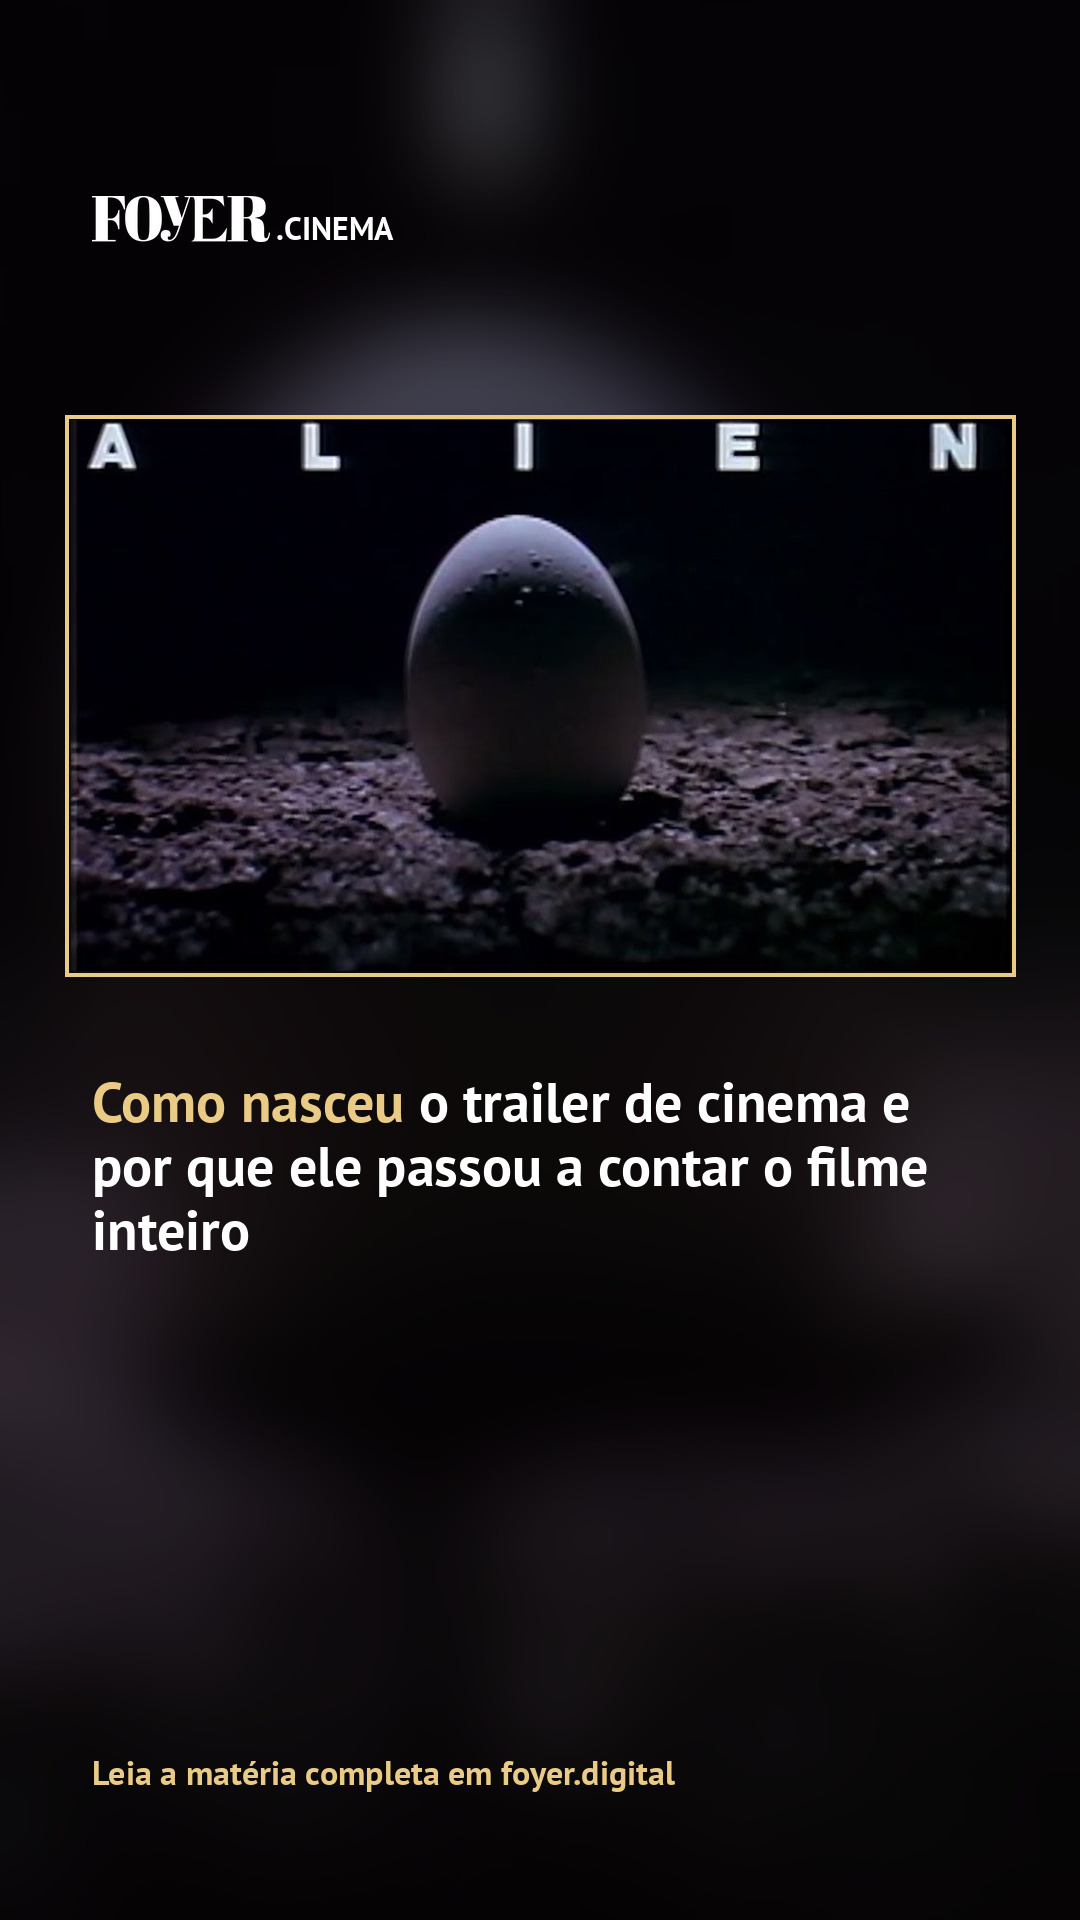 FOYER .CINEMA
A L I E N
Como nasceu o trailer de cinema e
por que ele passou a contar o filme
inteiro
Leia a matéria completa em foyer.digital